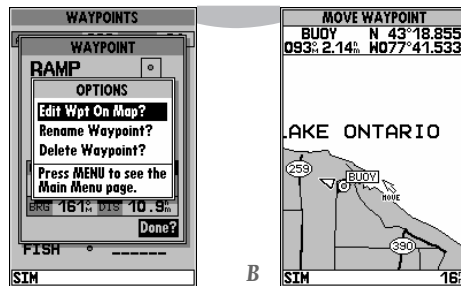 WAYPOINTS
WAYPOINT
RAMP
OPTIONS
Edit Wpt On Map?
Rename Waypoint?
Delete Waypoint?
Press MENU to see the
Main Menu page.
BRG 161 DIS 10.9
Done?
FISH
SIM
B
MOVE WAYPOINT
BUOY N 43°18.855
093 2.14 W077°41.533
LAKE ONTARIO
259
BUOY
MOVE
390
SIM 16